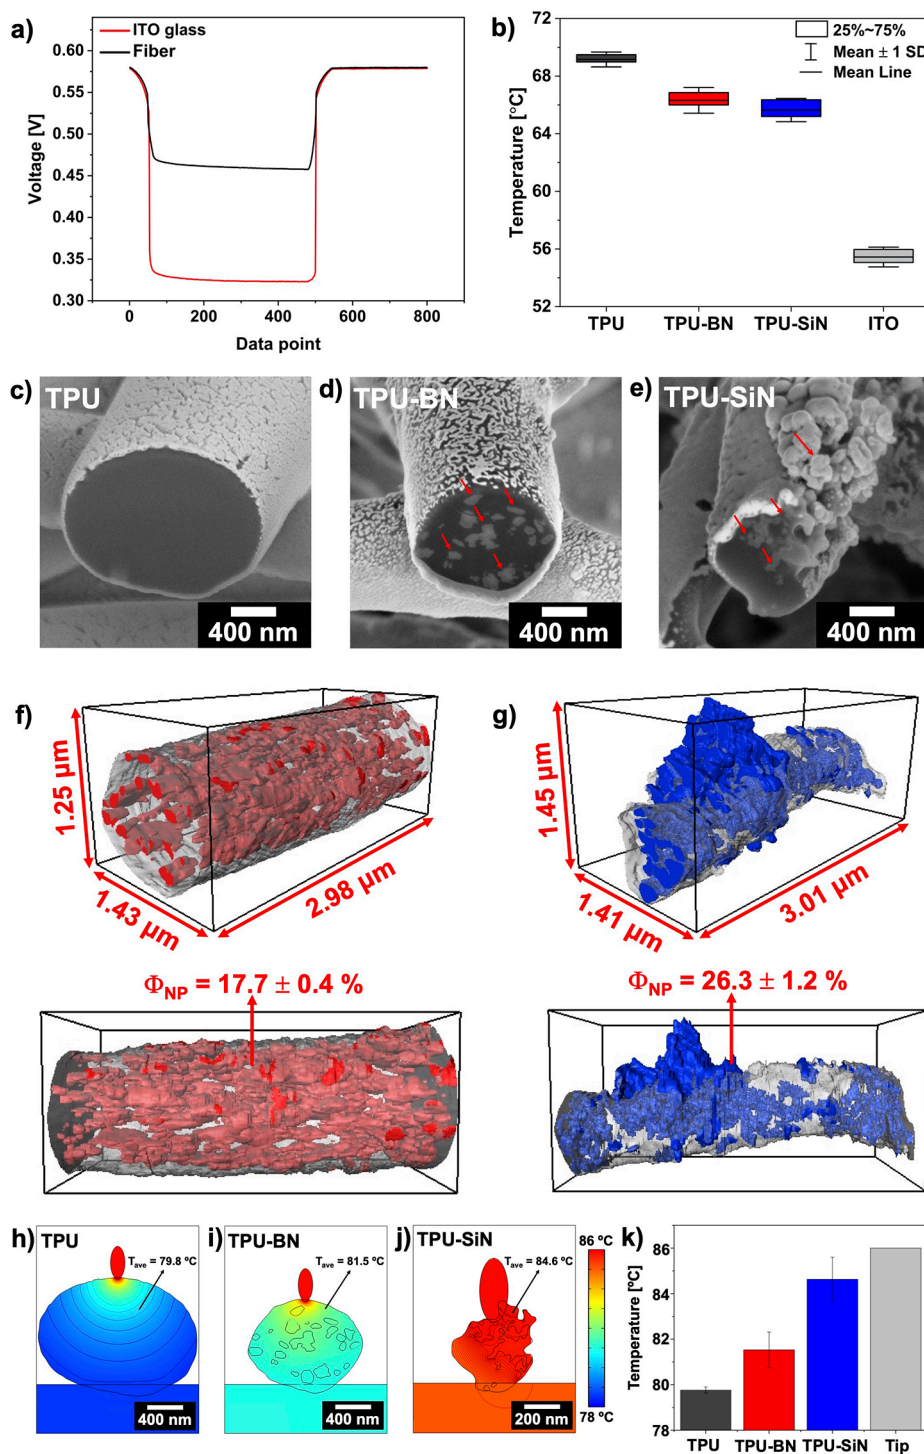 a)
ITO glass
Fiber
0.60
0.55
0.50
0.45
0.40
0.35
0.30
Voltage [V]
0 200 400 600 800
Data point
b)
25%~75%
Mean ± 1 SD
Mean Line
72
68
64
60
56
52
Temperature [°C]
TPU TPU-BN TPU-SiN ITO
c) TPU
400 nm
d) TPU-BN
400 nm
e) TPU-SiN
400 nm
f)
1.25 µm
1.43 µm
2.98 µm
g)
1.45 µm
1.41 µm
3.01 µm
ΦNP = 17.7 ± 0.4 %
ΦNP = 26.3 ± 1.2 %
h) TPU
Tave = 79.8 ºC
400 nm
i) TPU-BN
Tave = 81.5 ºC
400 nm
j) TPU-SiN
Tave = 84.6 ºC
200 nm
86 ºC
78 ºC
k)
86
84
82
80
78
Temperature [ºC]
TPU TPU-BN TPU-SiN Tip